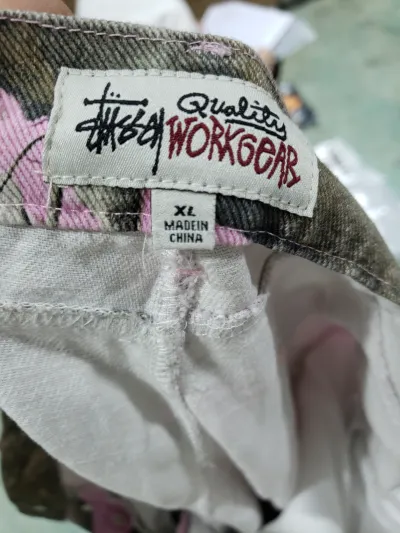 Stüssy
Quality
WORKGEAR
XL
MADE IN
CHINA